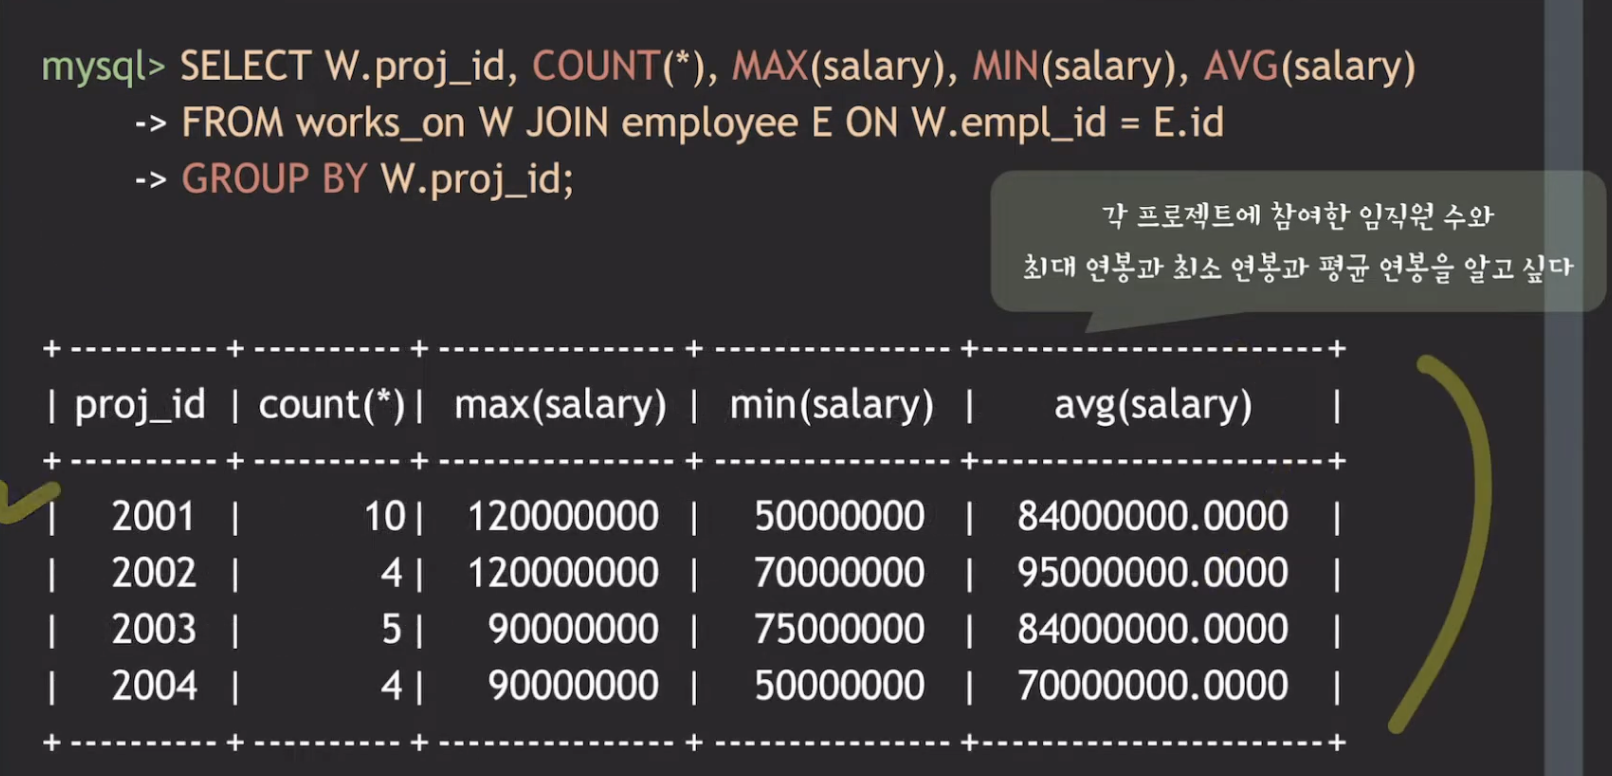 mysql> SELECT W.proj_id, COUNT(*), MAX(salary), MIN(salary), AVG(salary)
-> FROM works_on W JOIN employee E ON W.empl_id = E.id
-> GROUP BY W.proj_id;
각 프로젝트에 참여한 임직원 수와
최대 연봉과 최소 연봉과 평균 연봉을 알고 싶다
+ ---------- + ---------- + ---------------- + ---------------- +-----------------------+
| proj_id | count(*)| max(salary) | min(salary) | avg(salary) |
+ ---------- + ---------- + ---------------- + ---------------- +-----------------------+
| 2001 | 10| 120000000 | 50000000 | 84000000.0000 |
| 2002 | 4| 120000000 | 70000000 | 95000000.0000 |
| 2003 | 5| 90000000 | 75000000 | 84000000.0000 |
| 2004 | 4| 90000000 | 50000000 | 70000000.0000 |
+ ---------- + ---------- + ---------------- + ---------------- +-----------------------+